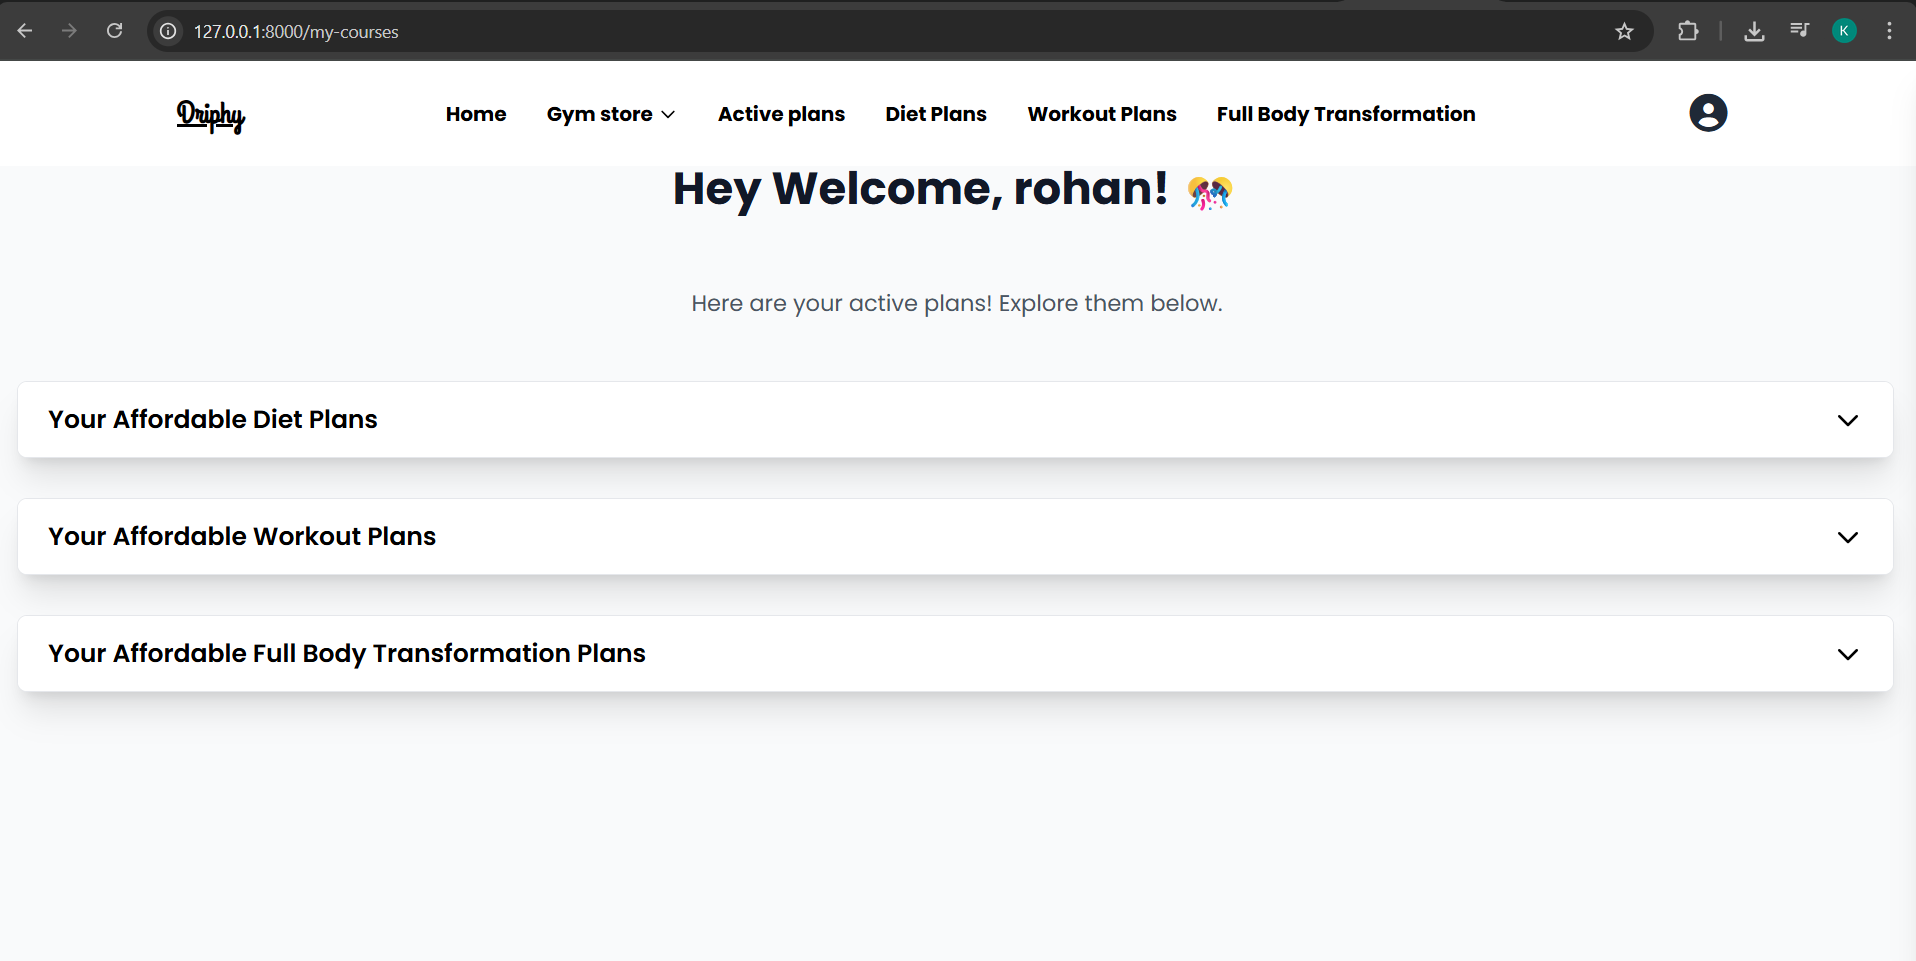 127.0.0.1:8000/my-courses
K
Driphy
Home Gym store Active plans Diet Plans Workout Plans Full Body Transformation
Hey Welcome, rohan! 🎊
Here are your active plans! Explore them below.
Your Affordable Diet Plans
Your Affordable Workout Plans
Your Affordable Full Body Transformation Plans